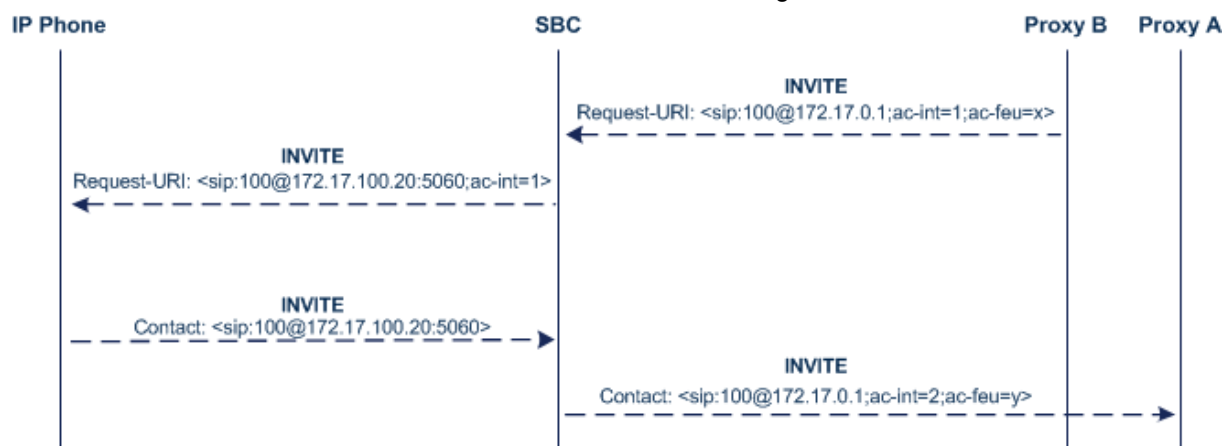 IP Phone SBC Proxy B Proxy A
INVITE
Request-URI: <sip:100@172.17.0.1;ac-int=1;ac-feu=x>
INVITE
Request-URI: <sip:100@172.17.100.20:5060;ac-int=1>
INVITE
Contact: <sip:100@172.17.100.20:5060>
INVITE
Contact: <sip:100@172.17.0.1;ac-int=2;ac-feu=y>